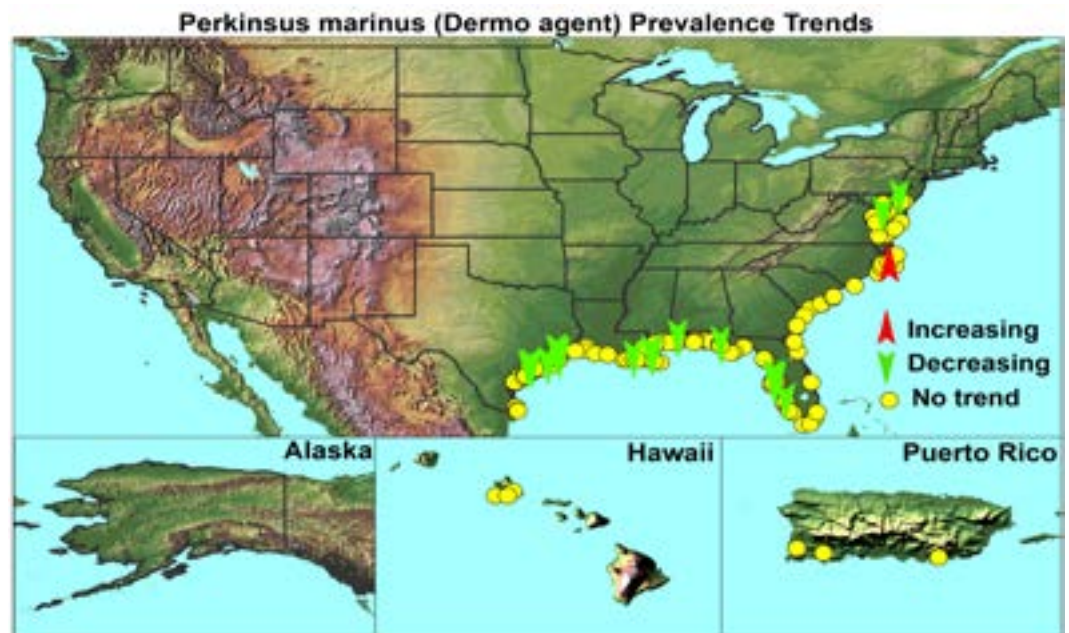 Perkinsus marinus (Dermo agent) Prevalence Trends
Increasing
Decreasing
No trend
Alaska
Hawaii
Puerto Rico